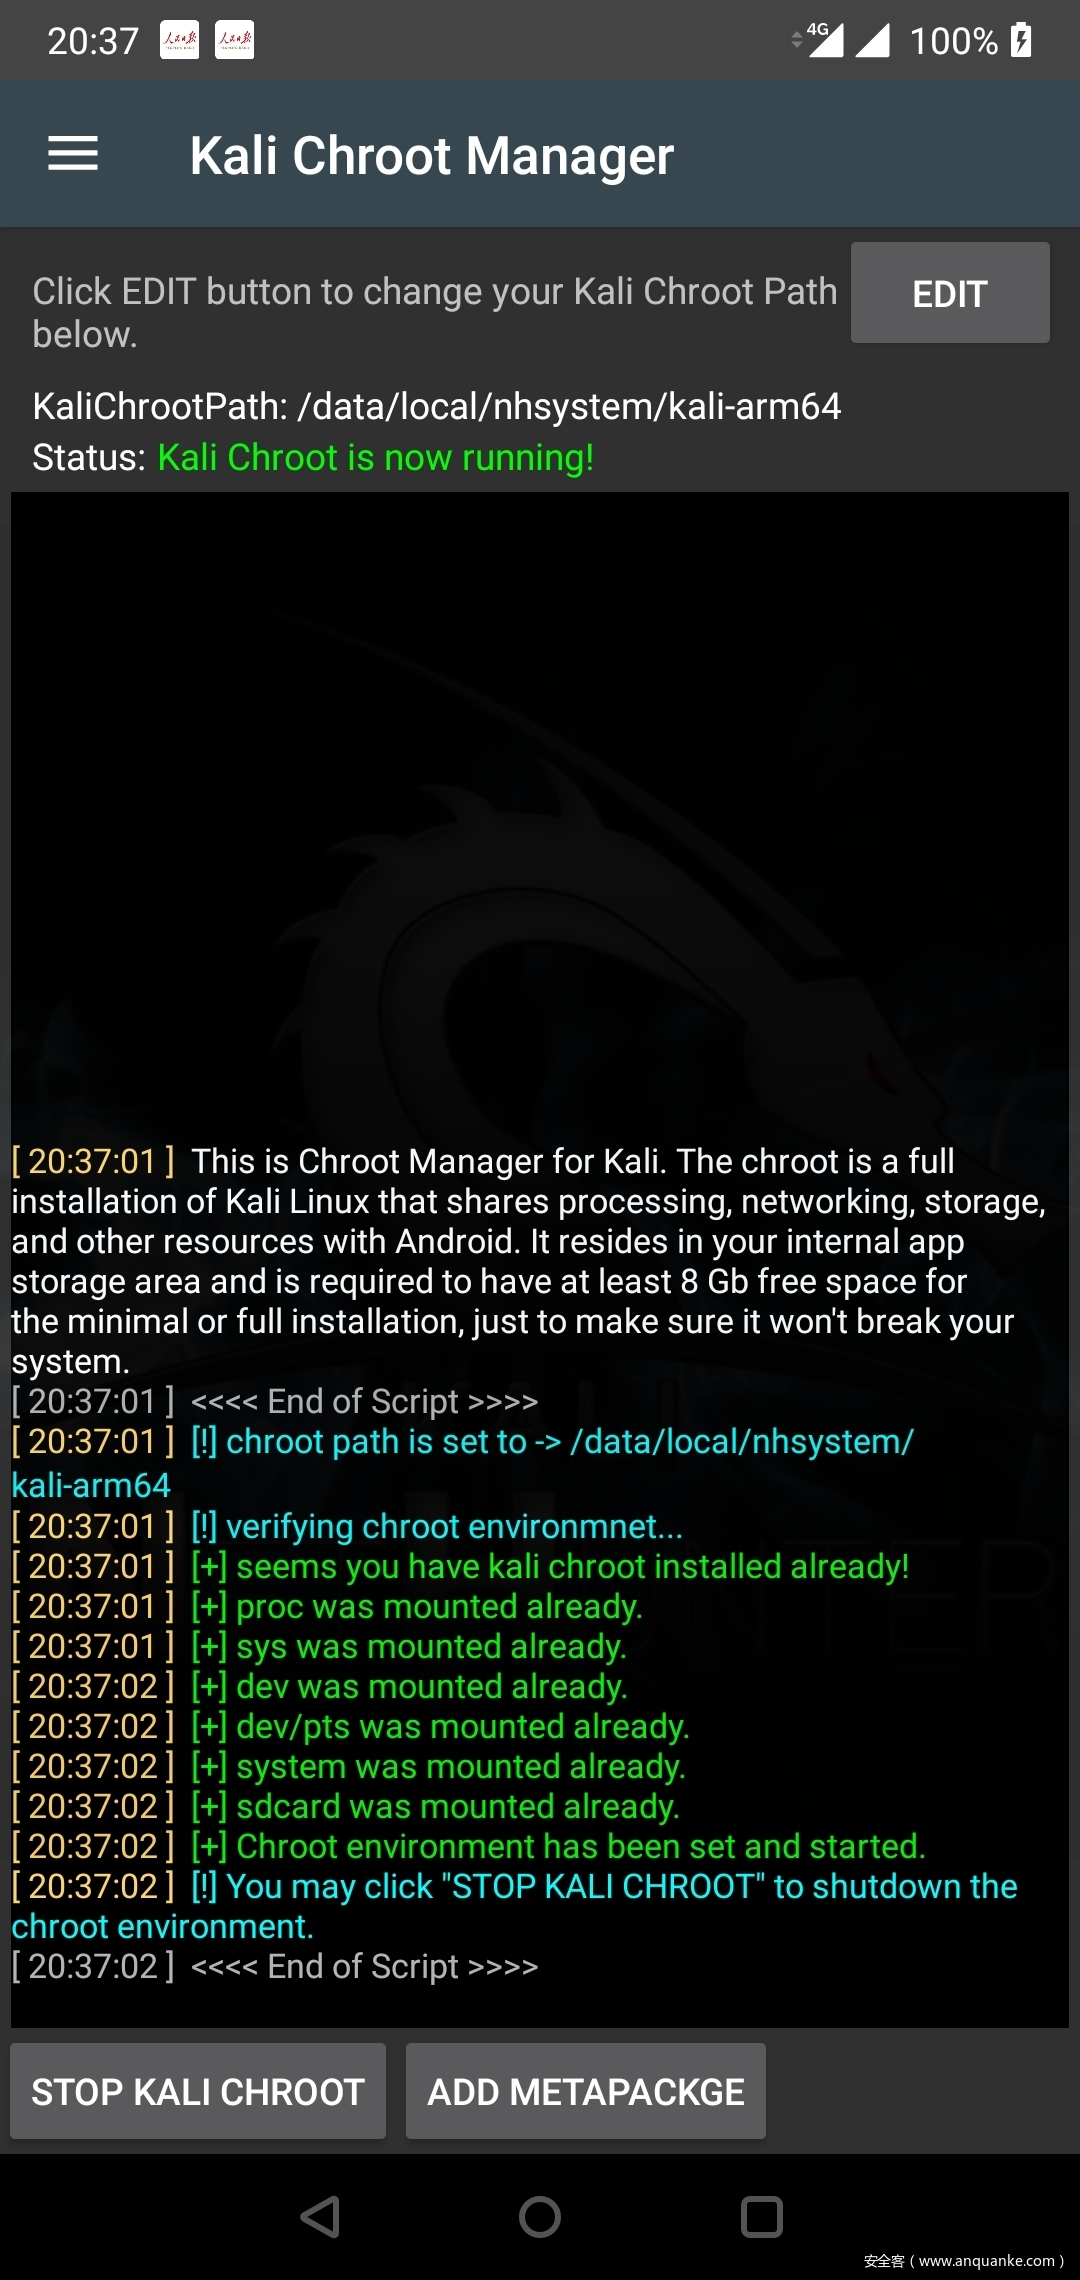 20:37 人民日报 人民日报 4G 100%
Kali Chroot Manager
Click EDIT button to change your Kali Chroot Path
below.
EDIT
KaliChrootPath: /data/local/nhsystem/kali-arm64
Status: Kali Chroot is now running!
[ 20:37:01 ] This is Chroot Manager for Kali. The chroot is a full
installation of Kali Linux that shares processing, networking, storage,
and other resources with Android. It resides in your internal app
storage area and is required to have at least 8 Gb free space for
the minimal or full installation, just to make sure it won't break your
system.
[ 20:37:01 ] <<<< End of Script >>>>
[ 20:37:01 ] [!] chroot path is set to -> /data/local/nhsystem/
kali-arm64
[ 20:37:01 ] [!] verifying chroot environmnet...
[ 20:37:01 ] [+] seems you have kali chroot installed already!
[ 20:37:01 ] [+] proc was mounted already.
[ 20:37:01 ] [+] sys was mounted already.
[ 20:37:02 ] [+] dev was mounted already.
[ 20:37:02 ] [+] dev/pts was mounted already.
[ 20:37:02 ] [+] system was mounted already.
[ 20:37:02 ] [+] sdcard was mounted already.
[ 20:37:02 ] [+] Chroot environment has been set and started.
[ 20:37:02 ] [!] You may click "STOP KALI CHROOT" to shutdown the
chroot environment.
[ 20:37:02 ] <<<< End of Script >>>>
STOP KALI CHROOT
ADD METAPACKGE
安全客（www.anquanke.com）